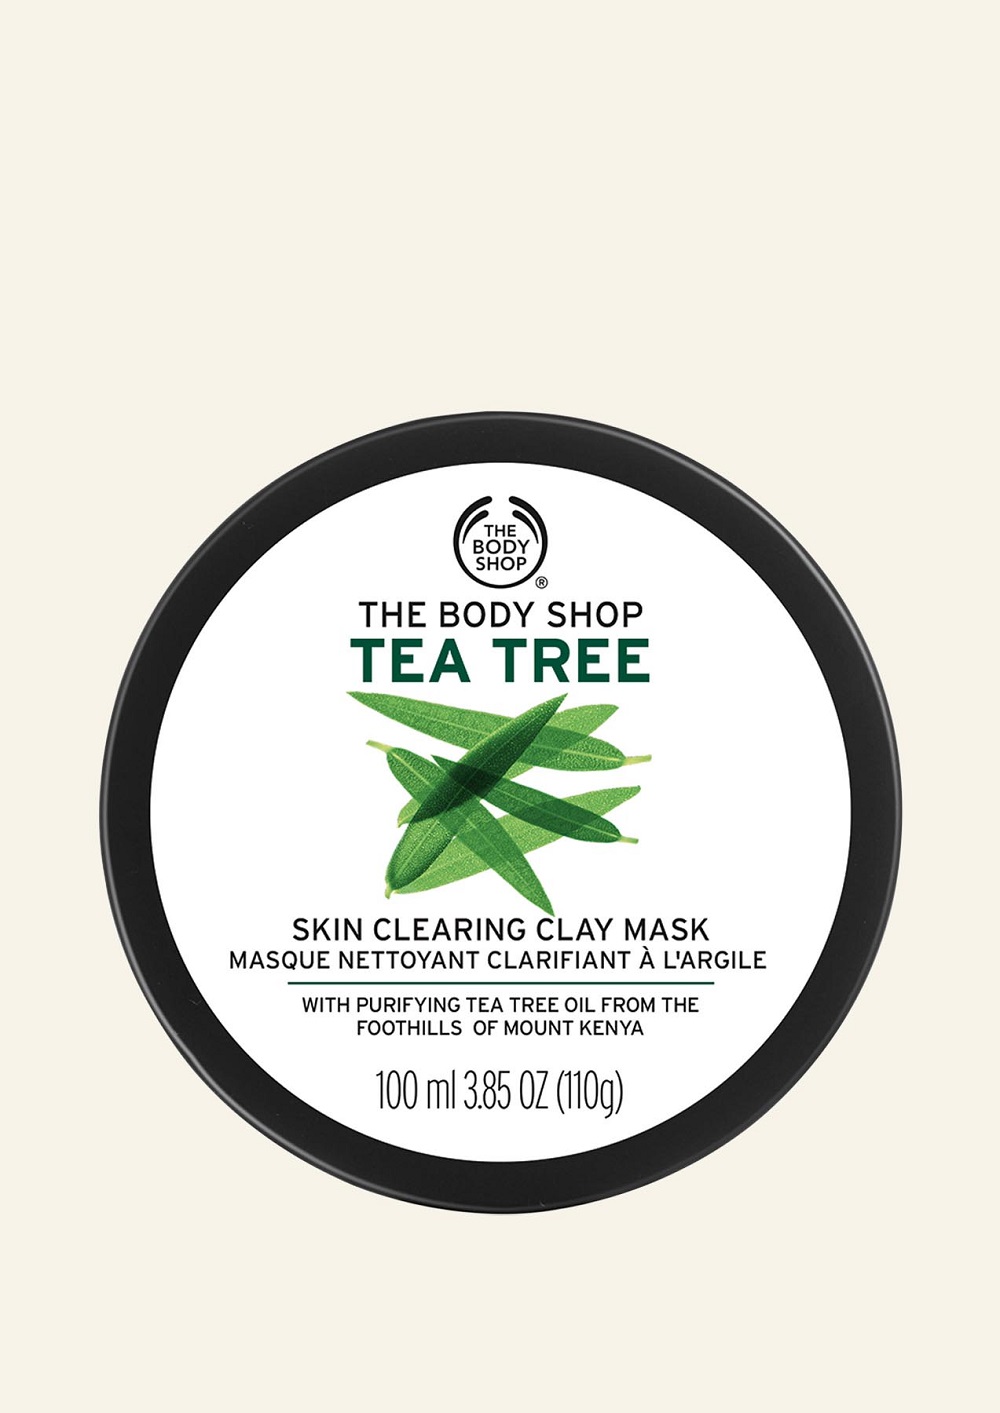 THE
BODY
SHOP
®
THE BODY SHOP
TEA TREE
SKIN CLEARING CLAY MASK
MASQUE NETTOYANT CLARIFIANT À L'ARGILE
WITH PURIFYING TEA TREE OIL FROM THE
FOOTHILLS OF MOUNT KENYA
100 ml 3.85 OZ (110g)